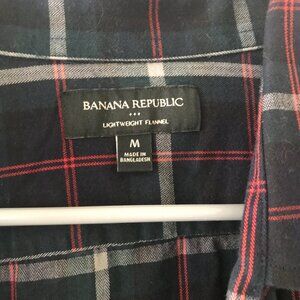 BANANA REPUBLIC
LIGHTWEIGHT FLANNEL
M
MADE IN
BANGLADESH